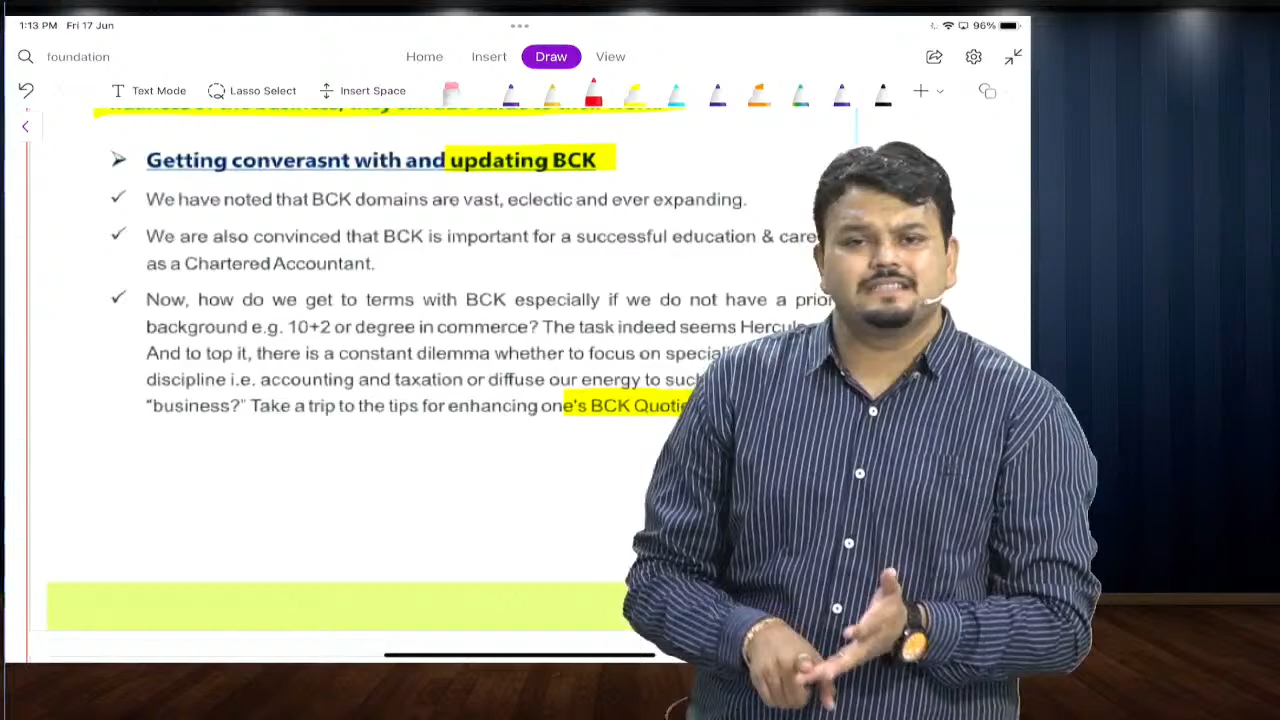 1:13 PM Fri 17 Jun
96%
foundation
Home Insert Draw View
Text Mode Lasso Select Insert Space
Getting converasnt with and updating BCK
We have noted that BCK domains are vast, eclectic and ever expanding.
We are also convinced that BCK is important for a successful education &
as a Chartered Accountant.
Now, how do we get to terms with BCK especially if we do not have a prior
background e.g. 10+2 or degree in commerce? The task indeed seems
And to top it, there is a constant dilemma whether to focus on
discipline i.e. accounting and taxation or diffuse our energy to such
“business?” Take a trip to the tips for enhancing one's BCK